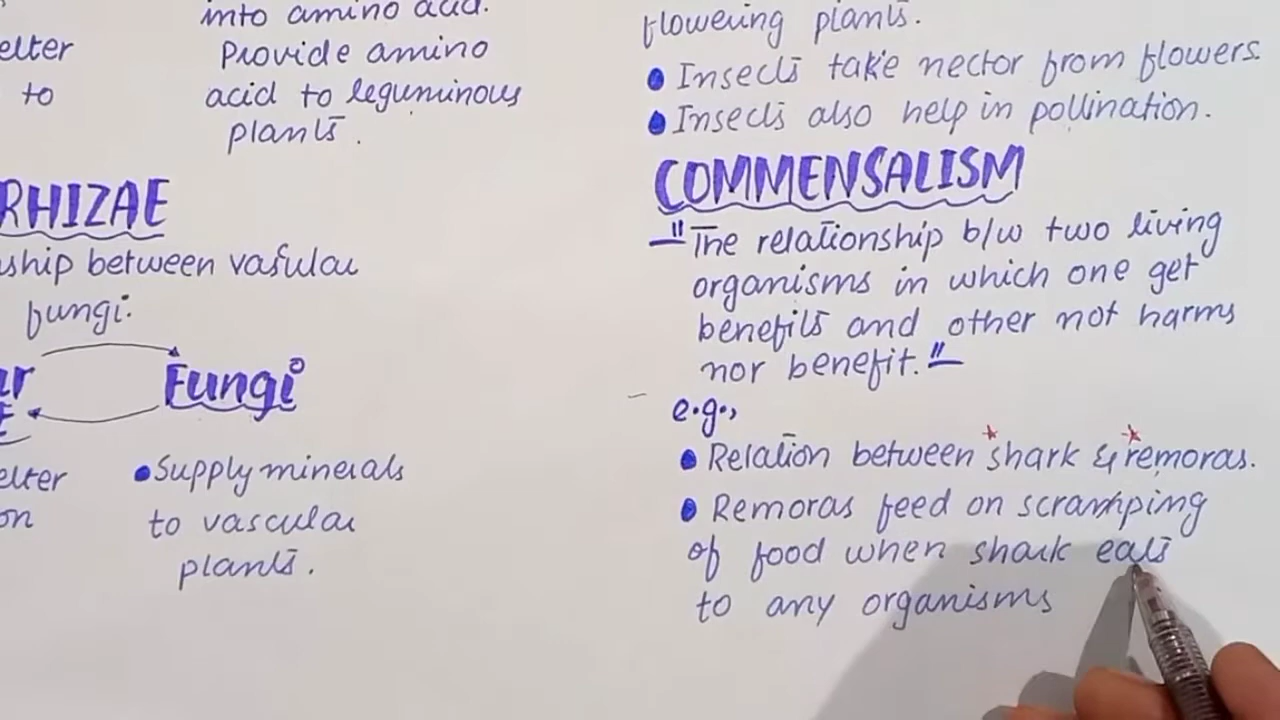 into amino acid.
elter
Provide amino
to
acid to leguminous
plants.
RHIZAE
ship between
fungi.
Fungi
elter
• Supply minerals
on
to vascular
plants.
flowering plants.
• Insects take nector from flowers.
• Insects also help in pollination.
COMMENSALISM
"The relationship b/w two living
organisms in which one get
benefits and other not harms
nor benefit."
e.g.,
• Relation between shark & remoras.
• Remoras feed on
of food when shark eats
to any organisms